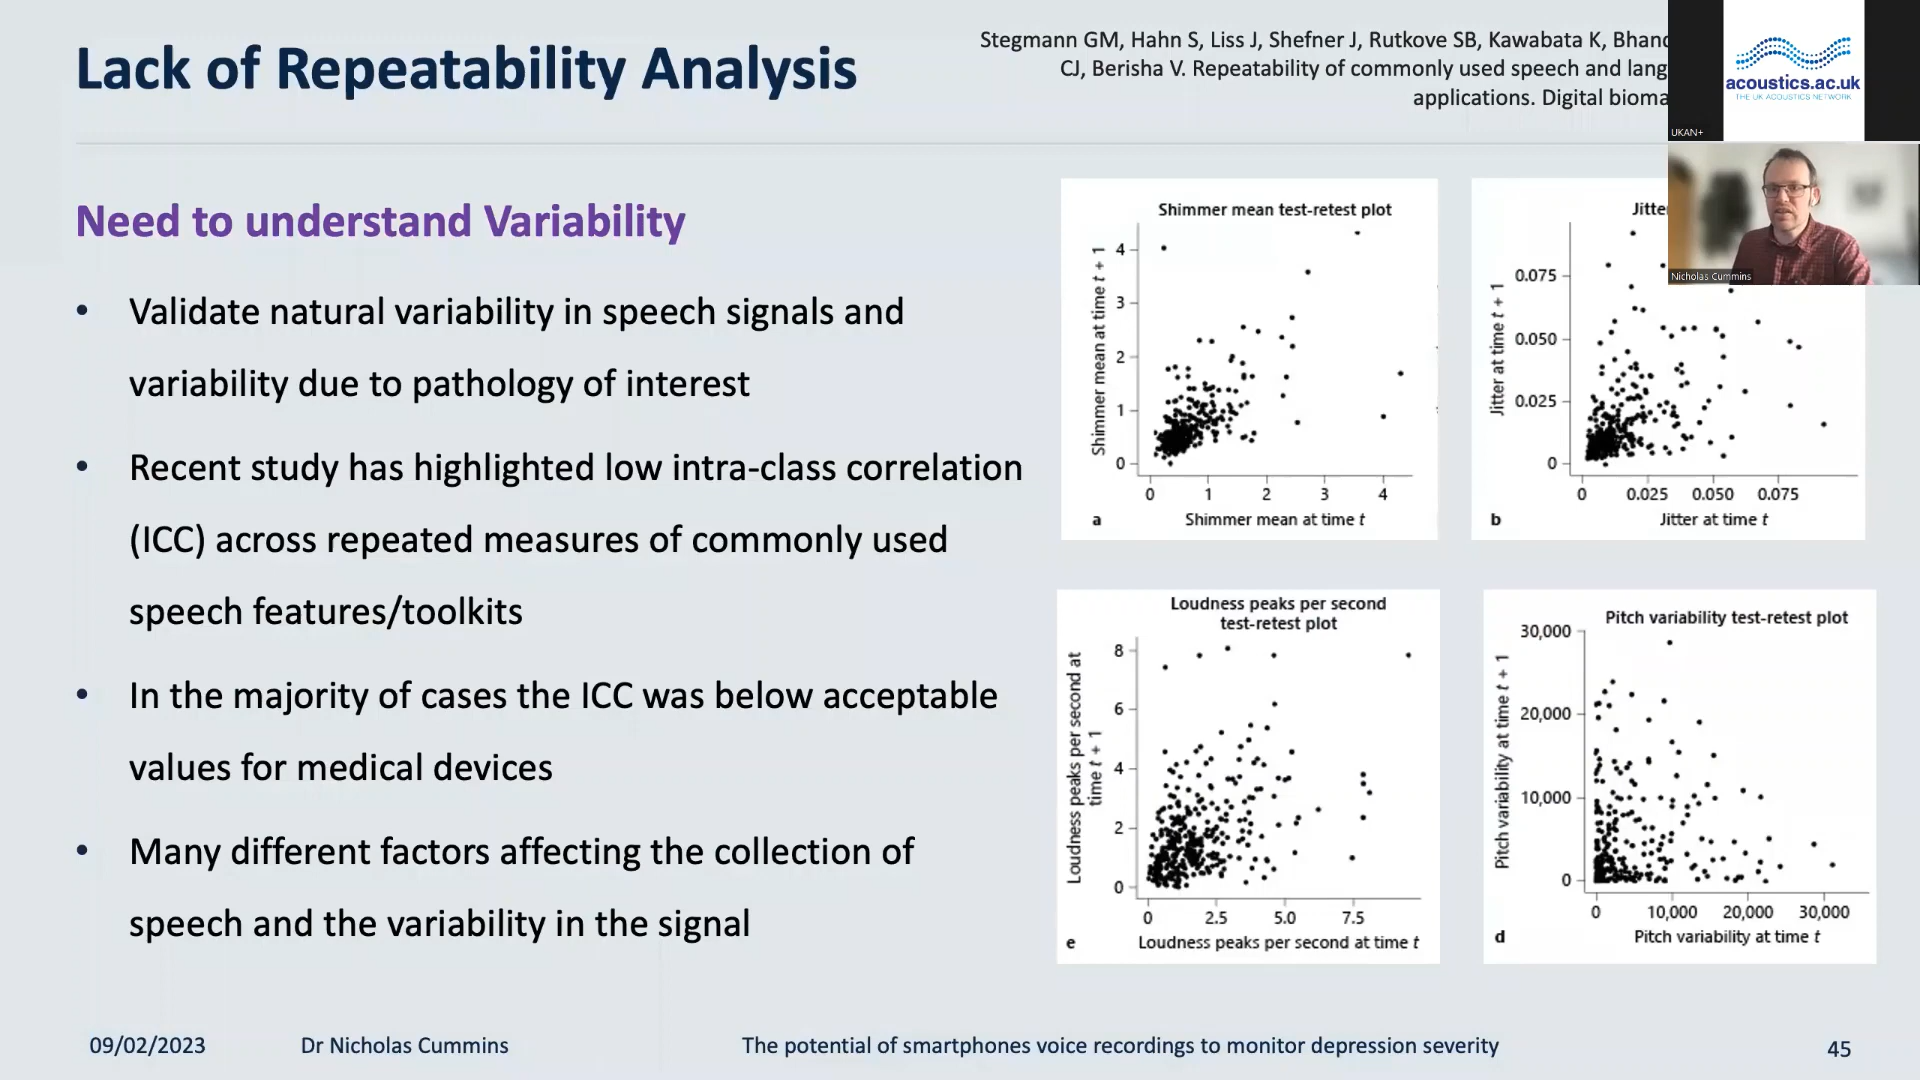 Lack of Repeatability Analysis
Stegmann GM, Hahn S, Liss J, Shefner J, Rutkove SB, Kawabata K,
CJ, Berisha V. Repeatability of commonly used speech and
applications. Digital
acoustics.ac.uk
THE UK ACOUSTICS NETWORK
UKAN+
Nicholas Cummins
Need to understand Variability
• Validate natural variability in speech signals and
variability due to pathology of interest
• Recent study has highlighted low intra-class correlation
(ICC) across repeated measures of commonly used
speech features/toolkits
• In the majority of cases the ICC was below acceptable
values for medical devices
• Many different factors affecting the collection of
speech and the variability in the signal
Shimmer mean test-retest plot
Shimmer mean at time t + 1
4
3
2
1
0
0 1 2 3 4
a
Shimmer mean at time t
Jitter
Jitter at time t + 1
0.075
0.050
0.025
0
0 0.025 0.050 0.075
b
Jitter at time t
Loudness peaks per second
test-retest plot
Loudness peaks per second at
time t + 1
8
6
4
2
0
0 2.5 5.0 7.5
e
Loudness peaks per second at time t
Pitch variability test-retest plot
Pitch variability at time t + 1
30,000
20,000
10,000
0
0 10,000 20,000 30,000
d
Pitch variability at time t
09/02/2023
Dr Nicholas Cummins
The potential of smartphones voice recordings to monitor depression severity
45